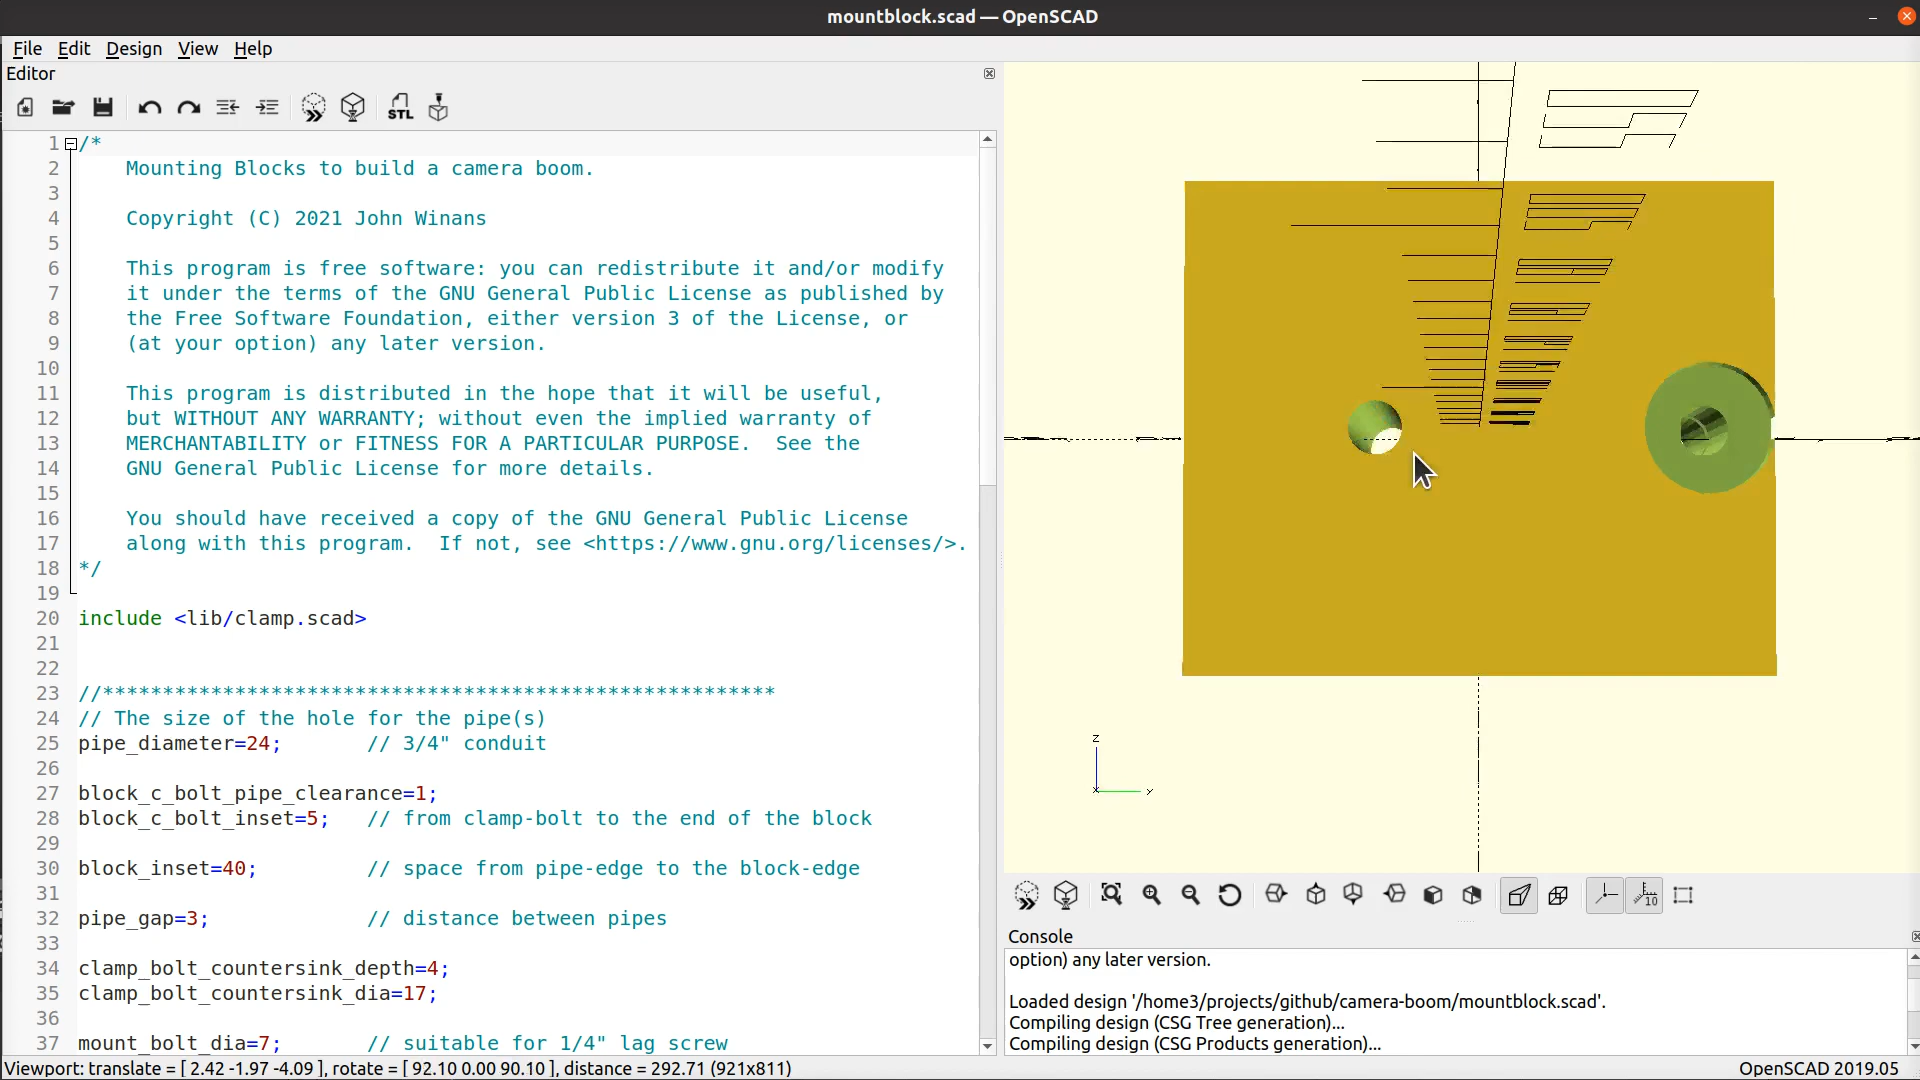 mountblock.scad — OpenSCAD
File Edit Design View Help
Editor
STL
1 /*
2 Mounting Blocks to build a camera boom.
3
4 Copyright (C) 2021 John Winans
5
6 This program is free software: you can redistribute it and/or modify
7 it under the terms of the GNU General Public License as published by
8 the Free Software Foundation, either version 3 of the License, or
9 (at your option) any later version.
10
11 This program is distributed in the hope that it will be useful,
12 but WITHOUT ANY WARRANTY; without even the implied warranty of
13 MERCHANTABILITY or FITNESS FOR A PARTICULAR PURPOSE.  See the
14 GNU General Public License for more details.
15
16 You should have received a copy of the GNU General Public License
17 along with this program.  If not, see <https://www.gnu.org/licenses/>.
18 */
19
20 include <lib/clamp.scad>
21
22
23 //********************************************************
24 // The size of the hole for the pipe(s)
25 pipe_diameter=24; // 3/4" conduit
26
27 block_c_bolt_pipe_clearance=1;
28 block_c_bolt_inset=5; // from clamp-bolt to the end of the block
29
30 block_inset=40; // space from pipe-edge to the block-edge
31
32 pipe_gap=3; // distance between pipes
33
34 clamp_bolt_countersink_depth=4;
35 clamp_bolt_countersink_dia=17;
36
37 mount_bolt_dia=7; // suitable for 1/4" lag screw
z
x y
10
Console
option) any later version.
Loaded design '/home3/projects/github/camera-boom/mountblock.scad'.
Compiling design (CSG Tree generation)...
Compiling design (CSG Products generation)...
Viewport: translate = [ 2.42 -1.97 -4.09 ], rotate = [ 92.10 0.00 90.10 ], distance = 292.71 (921x811)
OpenSCAD 2019.05